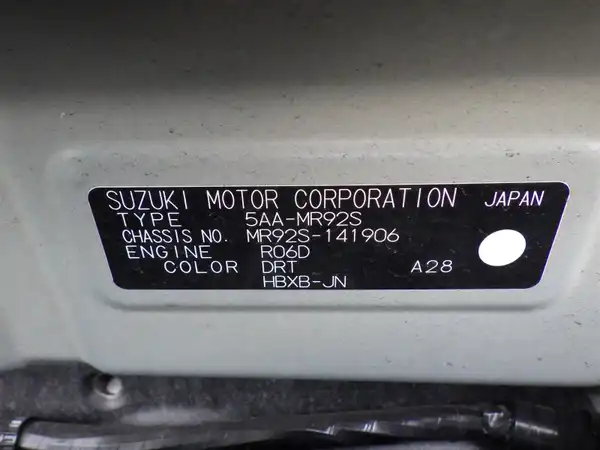 SUZUKI MOTOR CORPORATION JAPAN
TYPE 5AA-MR92S
CHASSIS NO. MR92S-141906
ENGINE R06D
COLOR DRT A28
HBXB-JN